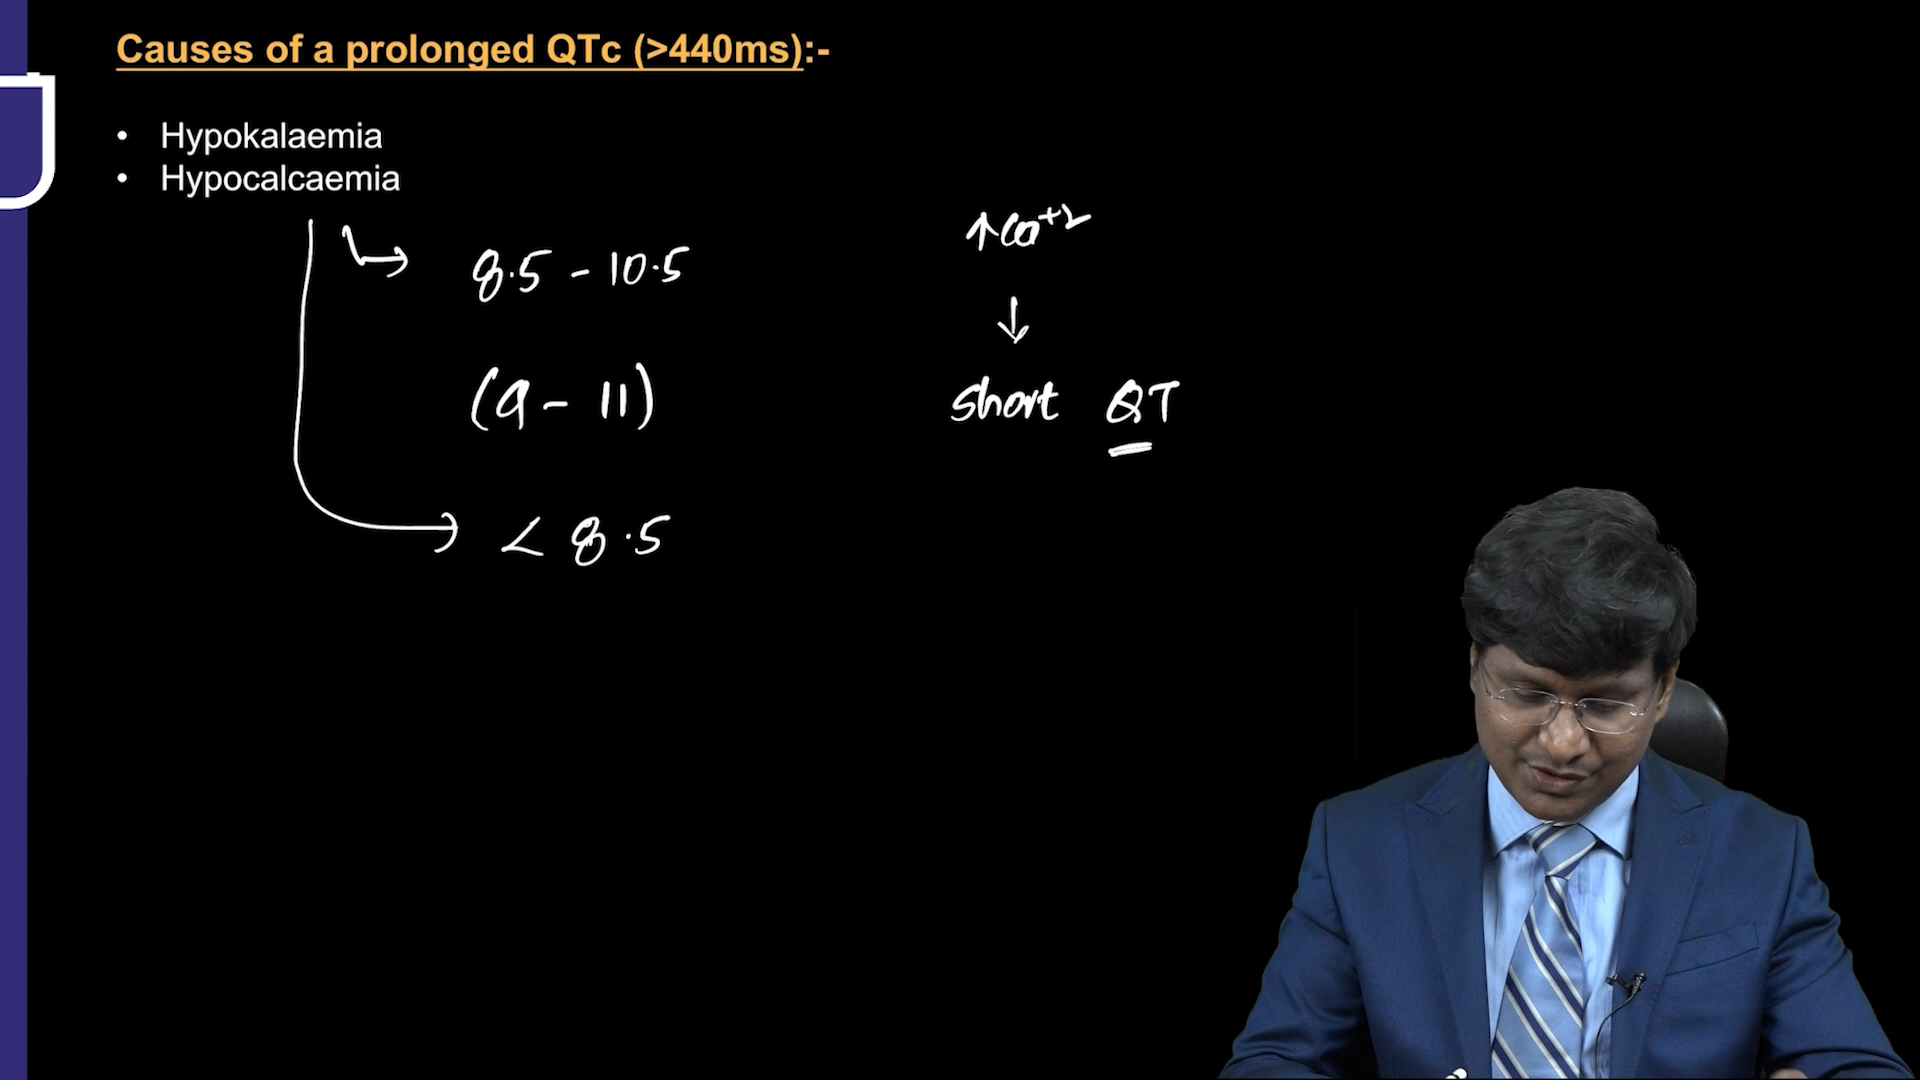 Causes of a prolonged QTc (>440ms):-
• Hypokalaemia
• Hypocalcaemia
8.5 - 10.5
(9 - 11)
< 8.5
↑Ca+2
↓
Short QT